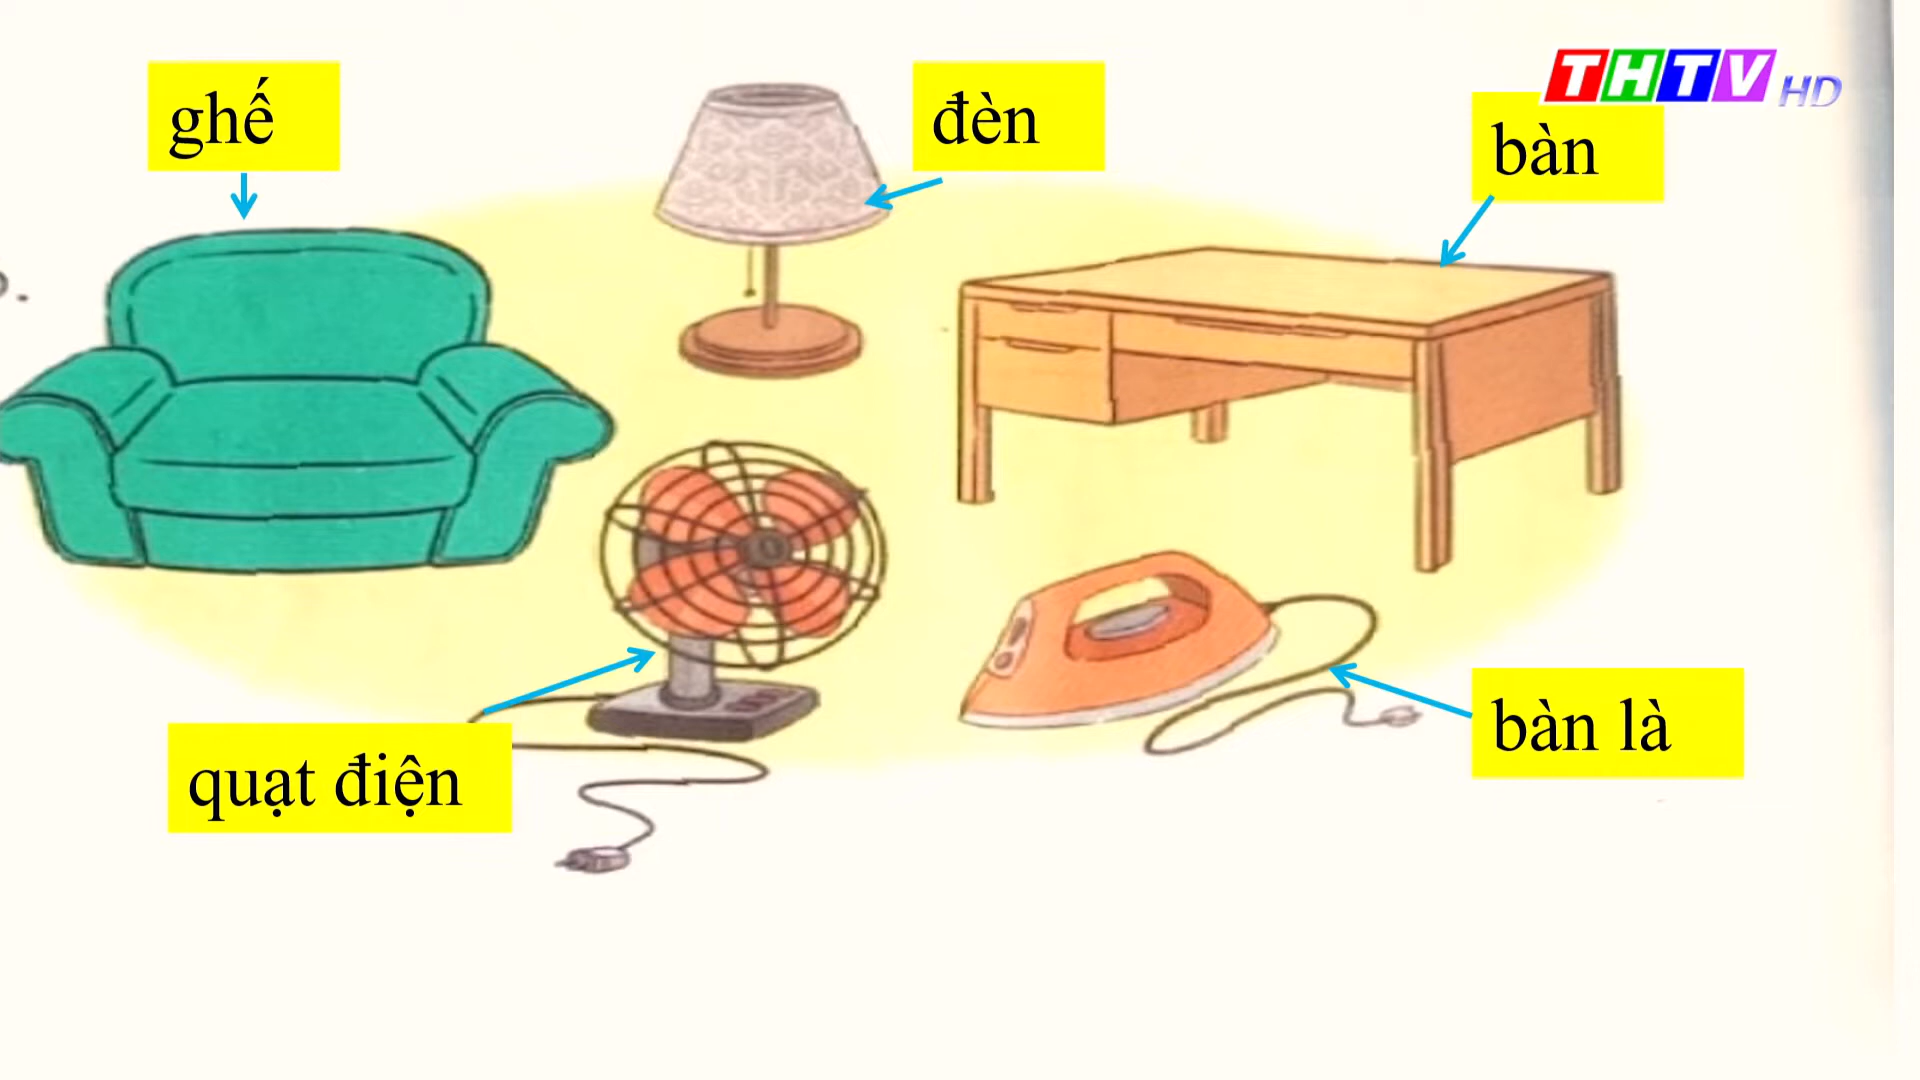 ghế
đèn
THTV HD
bàn
quạt điện
bàn là